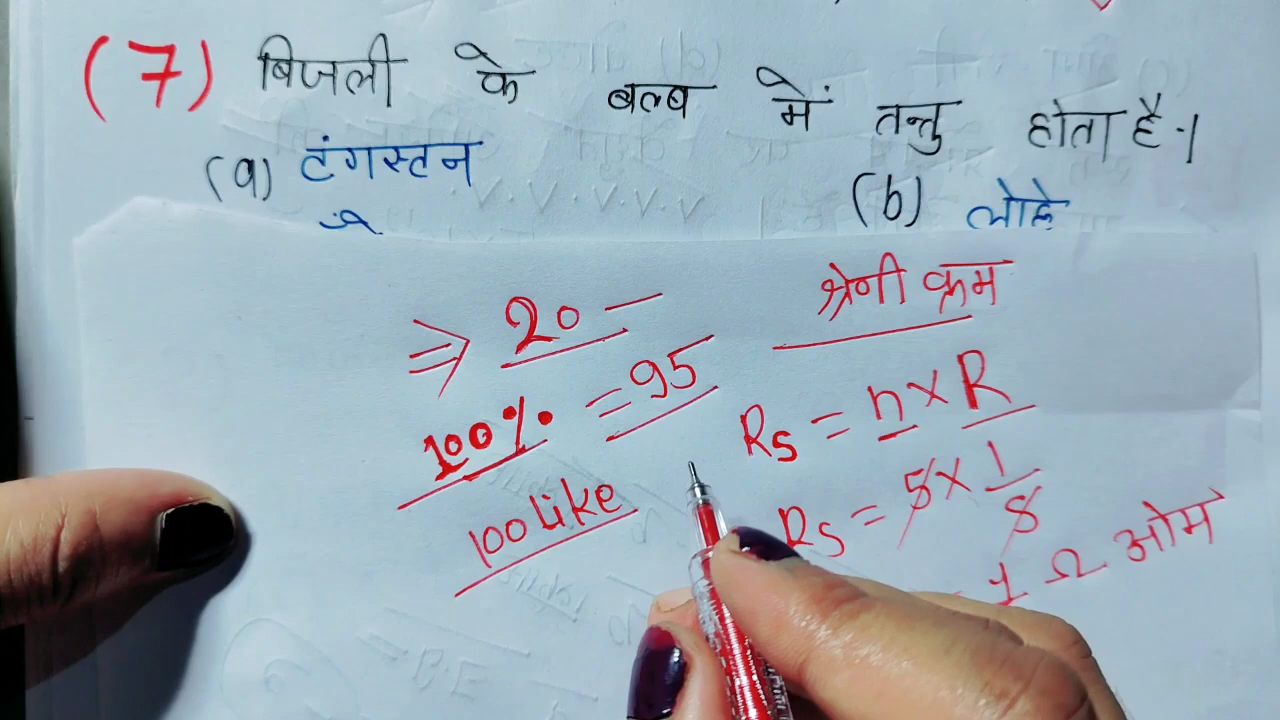 (7) बिजली के बल्ब में तन्तु होता है।
(a) टंगस्टन
(b) लोहे
⇒ 20 —
100% = 95
100 like
श्रेणी क्रम
Rs = n × R
Rs = 5 × 1/5
1 Ω ओम